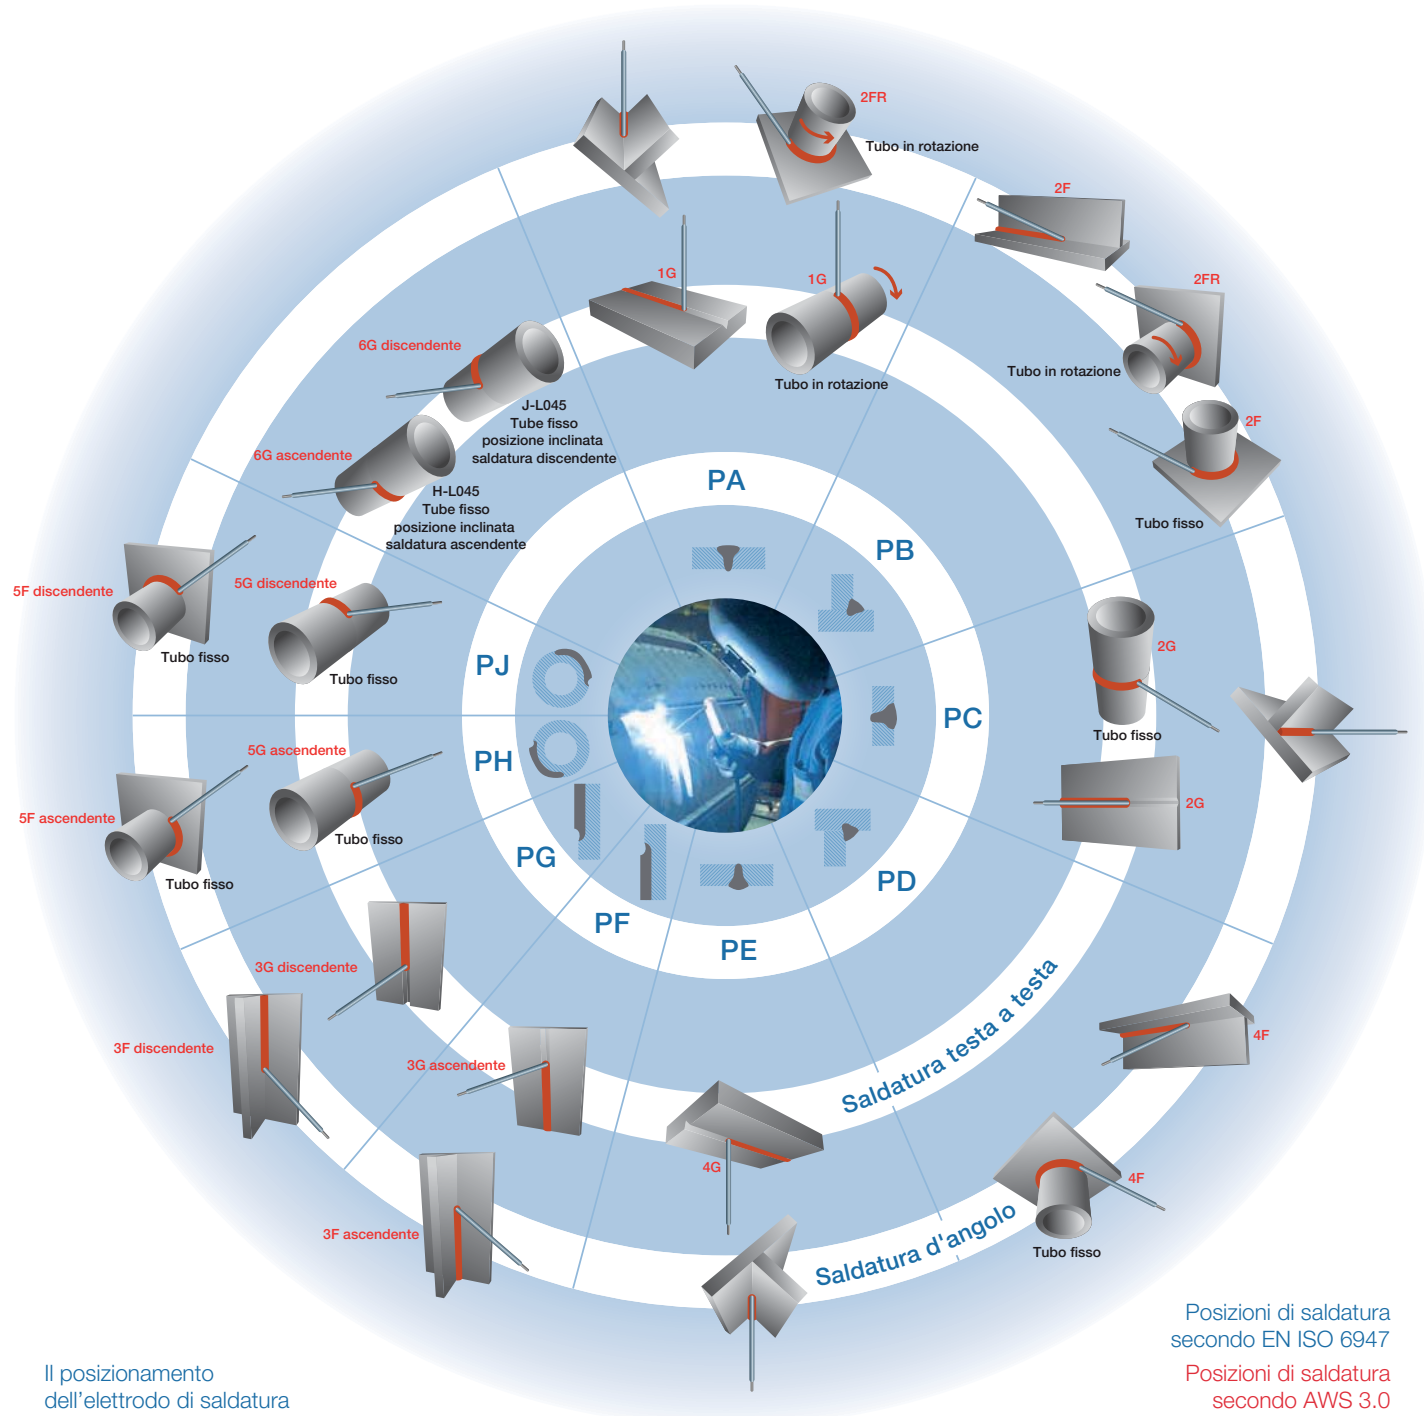 2FR
Tubo in rotazione
2F
1G
1G
Tubo in rotazione
2FR
Tubo in rotazione
2F
Tubo fisso
6G discendente
J-L045
Tube fisso
posizione inclinata
saldatura discendente
6G ascendente
H-L045
Tube fisso
posizione inclinata
saldatura ascendente
PA
PB
PC
PD
PE
PF
PG
PH
PJ
5F discendente
Tubo fisso
5G discendente
Tubo fisso
2G
Tubo fisso
2G
5F ascendente
Tubo fisso
5G ascendente
Tubo fisso
3G discendente
3F discendente
3G ascendente
3F ascendente
4G
4F
4F
Tubo fisso
Saldatura testa a testa
Saldatura d'angolo
Il posizionamento
dell’elettrodo di saldatura
Posizioni di saldatura
secondo EN ISO 6947
Posizioni di saldatura
secondo AWS 3.0